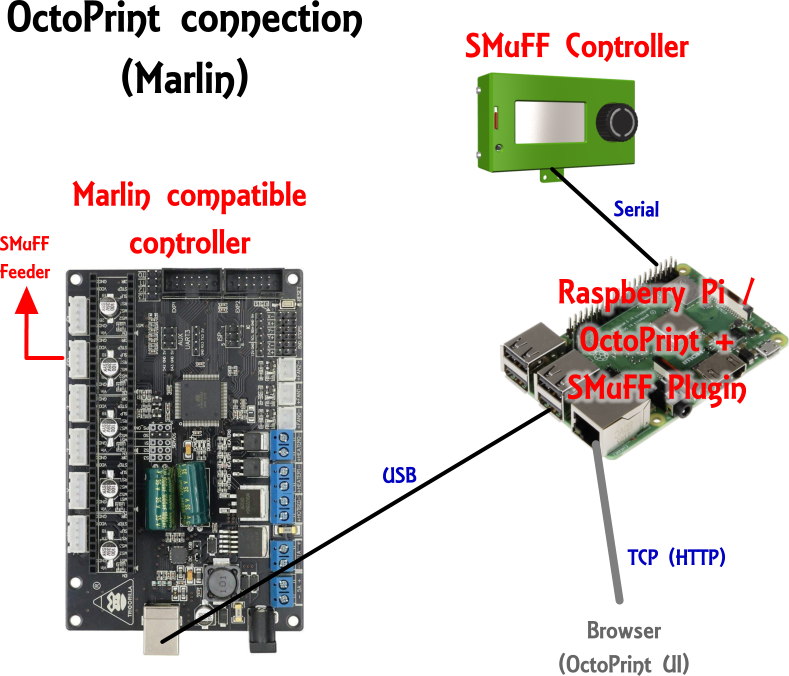 OctoPrint connection
(Marlin)
SMuFF Controller
Serial
Marlin compatible
controller
SMuFF
Feeder
Raspberry Pi /
OctoPrint +
SMuFF Plugin
USB
TCP (HTTP)
Browser
(OctoPrint UI)
TRIGORILLA